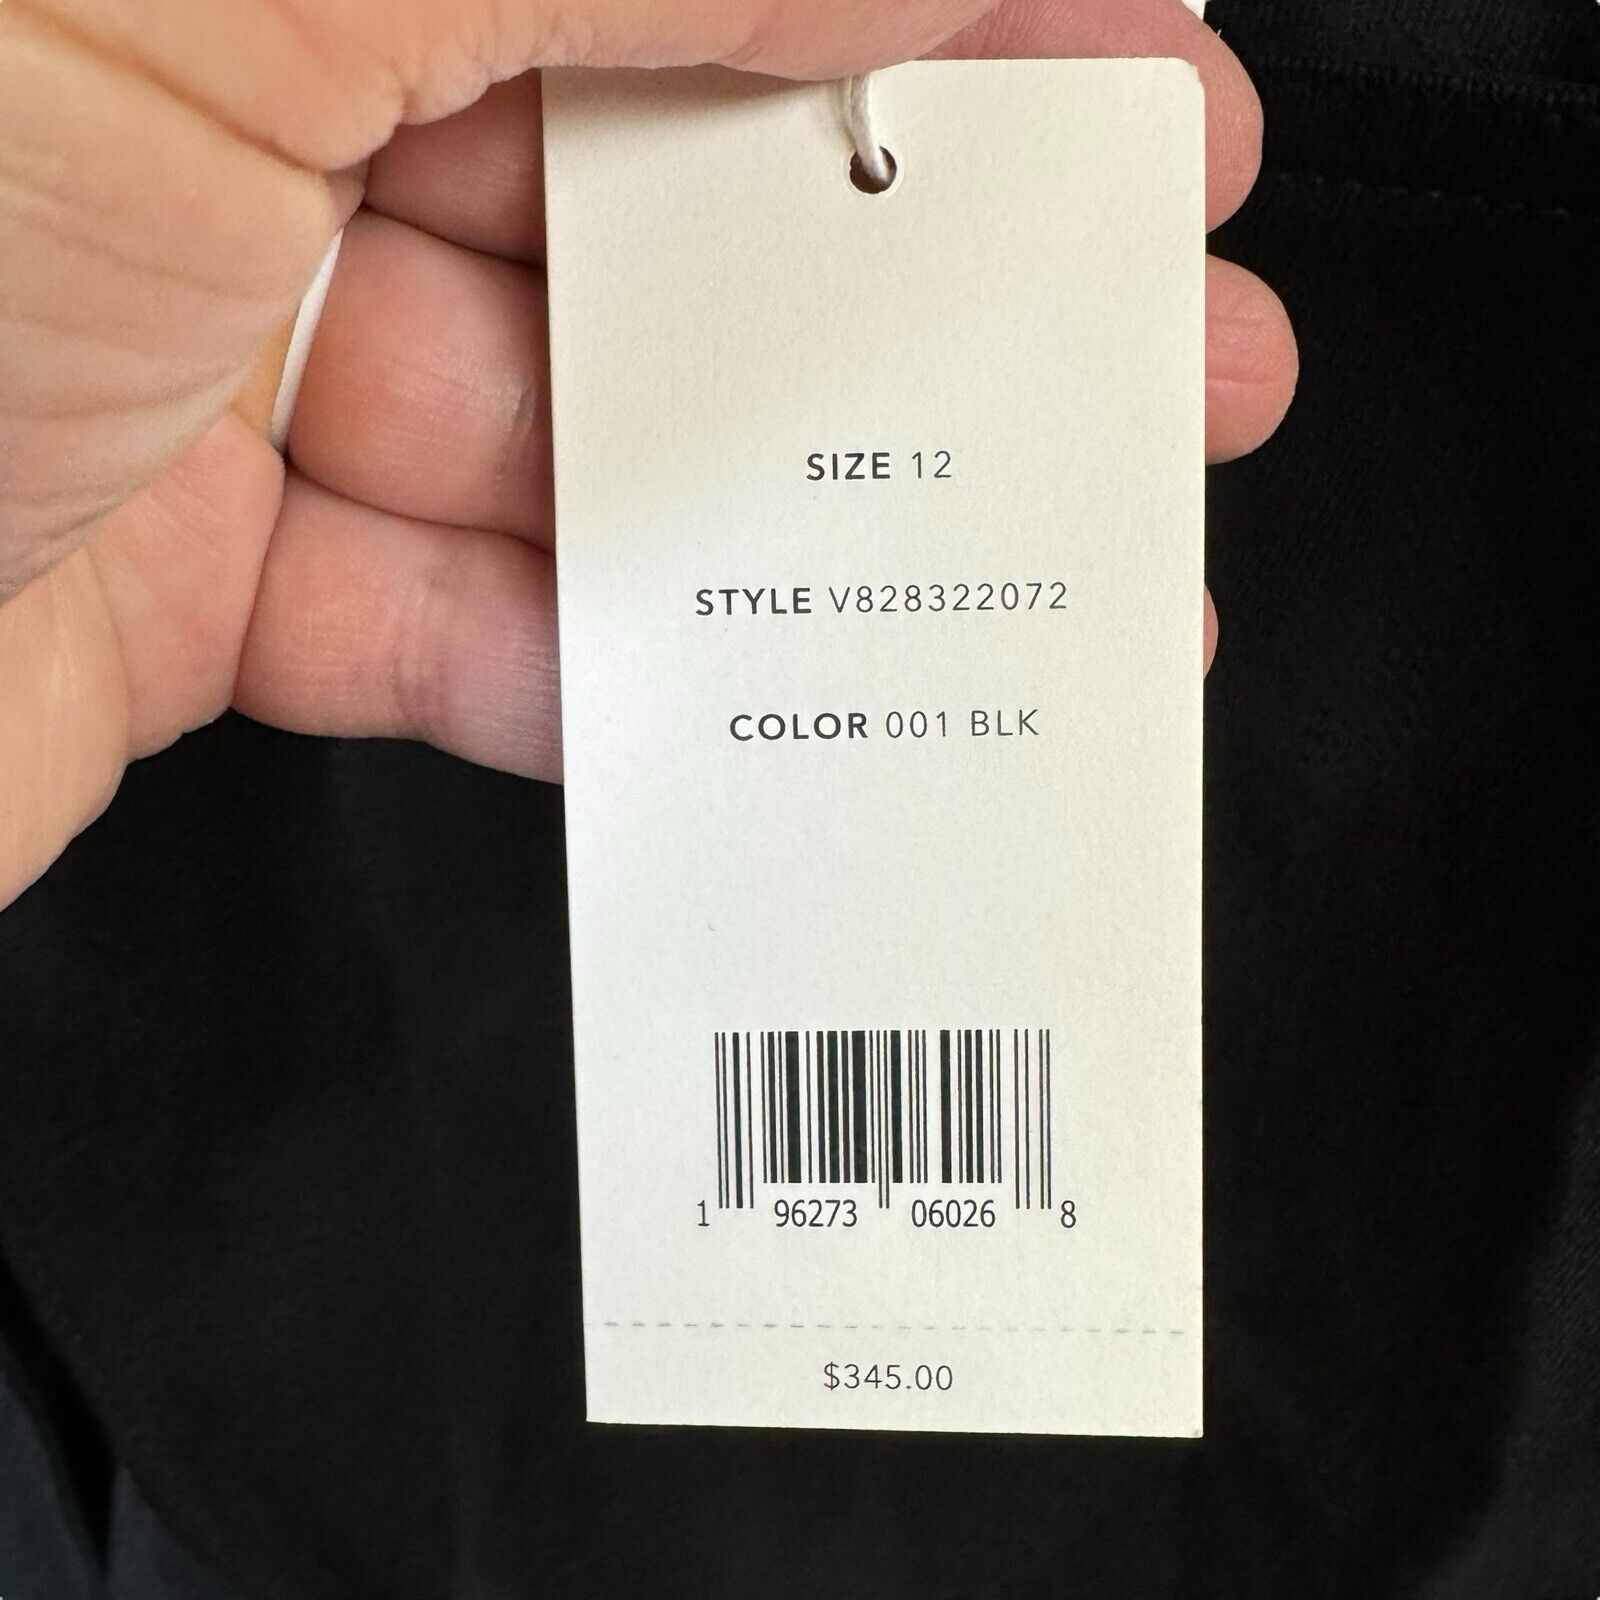 SIZE 12
STYLE V828322072
COLOR 001 BLK
1 96273 06026 8
$345.00